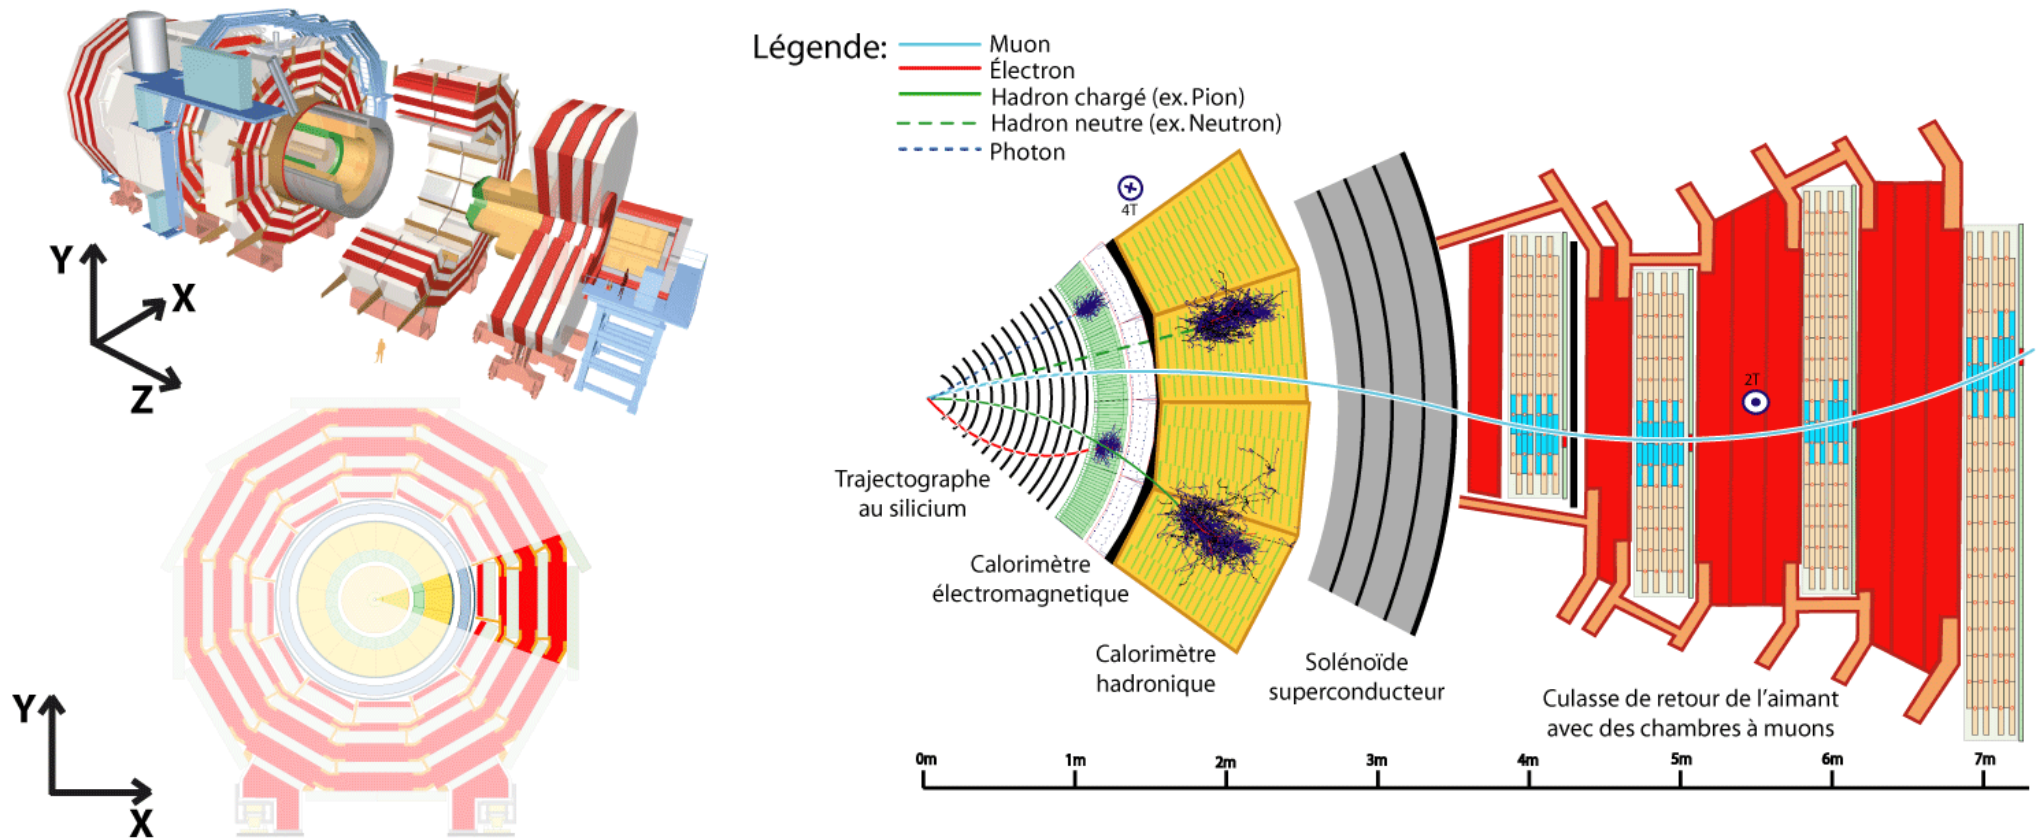 Y
X
Z
Y
X
Légende:
Muon
Électron
Hadron chargé (ex. Pion)
Hadron neutre (ex. Neutron)
Photon
4T
2T
Trajectographe
au silicium
Calorimètre
électromagnetique
Calorimètre
hadronique
Solénoïde
superconducteur
Culasse de retour de l'aimant
avec des chambres à muons
0m 1m 2m 3m 4m 5m 6m 7m